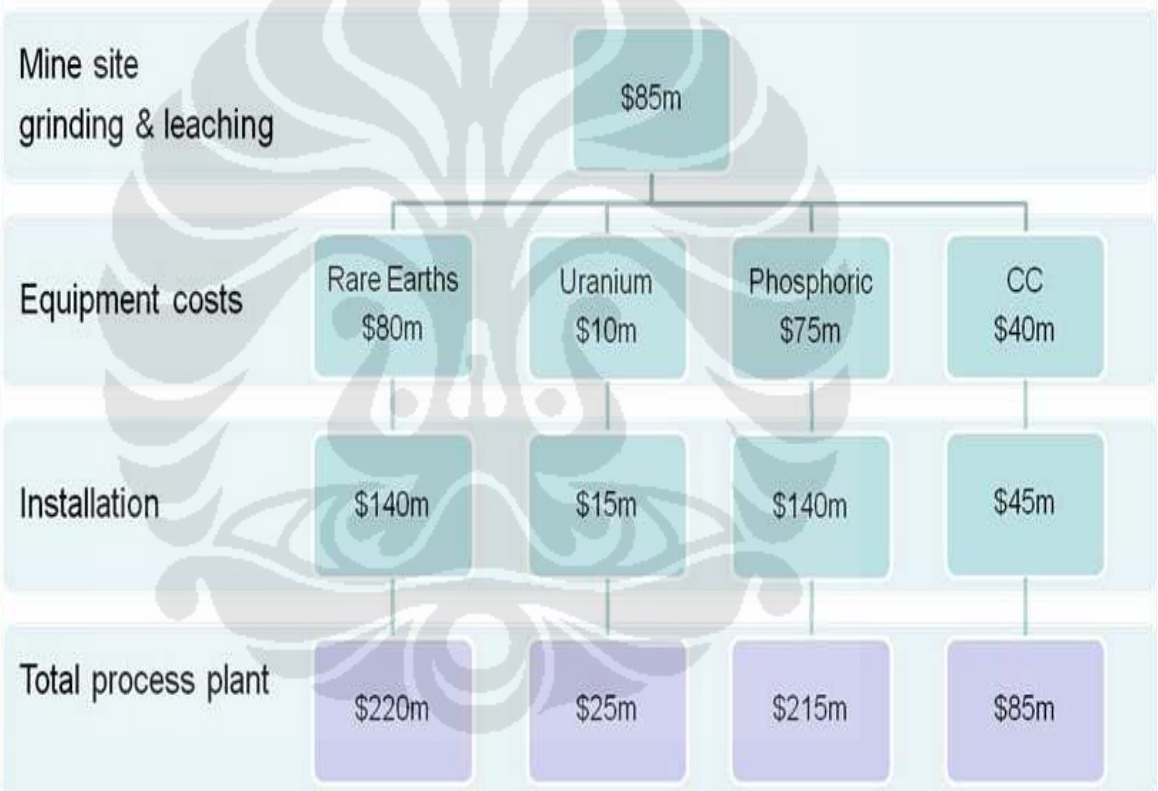 Mine site
grinding & leaching
$85m
Equipment costs
Rare Earths
$80m
Uranium
$10m
Phosphoric
$75m
CC
$40m
Installation
$140m
$15m
$140m
$45m
Total process plant
$220m
$25m
$215m
$85m